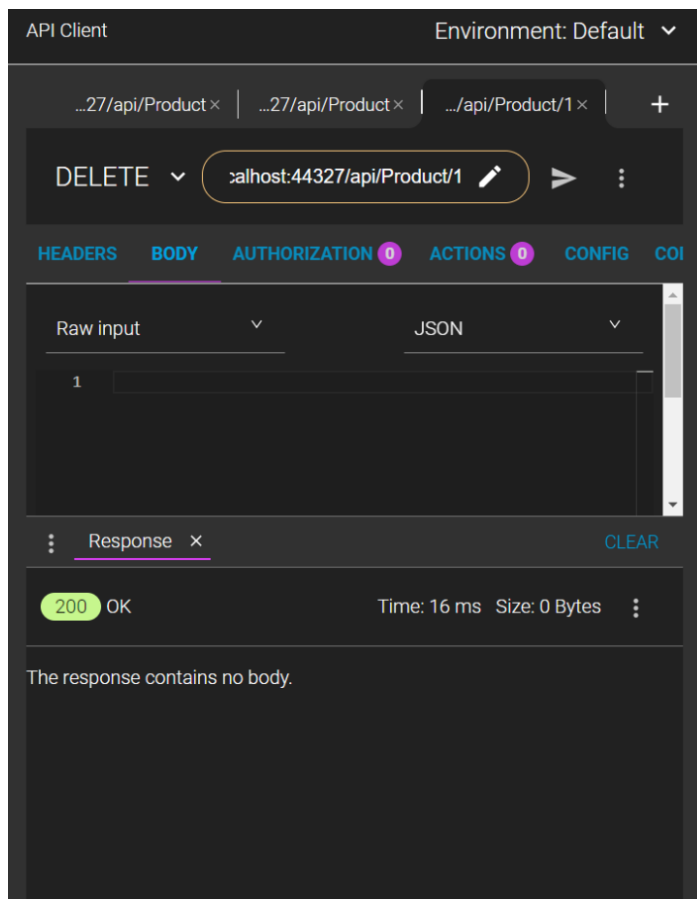 API Client Environment: Default
...27/api/Product × ...27/api/Product × .../api/Product/1 × +
DELETE calhost:44327/api/Product/1
HEADERS BODY AUTHORIZATION 0 ACTIONS 0 CONFIG
Raw input JSON
1
Response × CLEAR
200 OK Time: 16 ms Size: 0 Bytes
The response contains no body.